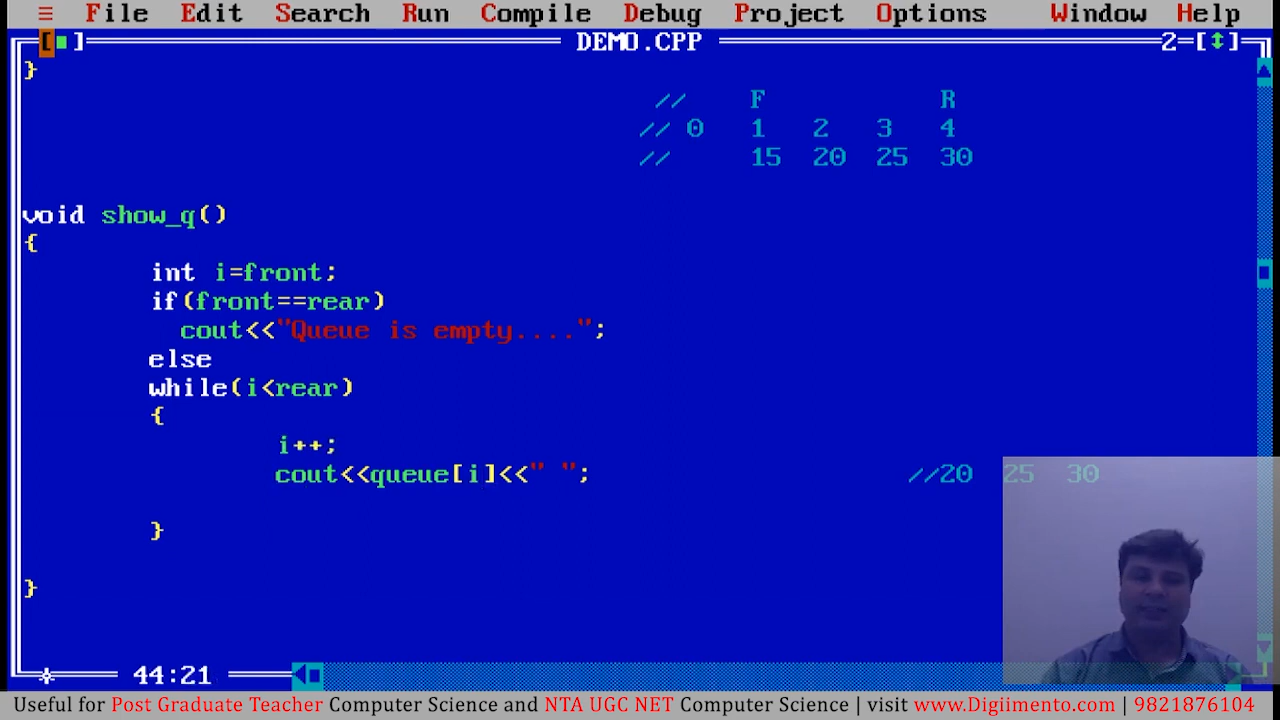 ≡ File Edit Search Run Compile Debug Project Options Window Help
[■] DEMO.CPP 2=[↕]
}
// F R
// 0 1 2 3 4
// 15 20 25 30
void show_q()
{
int i=front;
if(front==rear)
cout<<"Queue is empty....";
else
while(i<rear)
{
i++;
cout<<queue[i]<<" "; //20 25 30
}
}
44:21
Useful for Post Graduate Teacher Computer Science and NTA UGC NET Computer Science | visit www.Digiimento.com | 9821876104